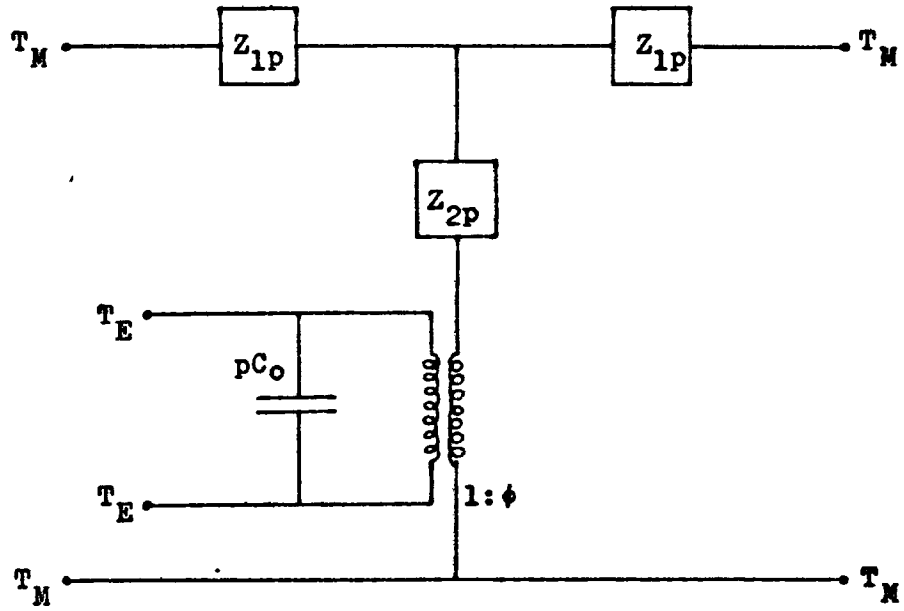 T_M Z_1p Z_1p T_M
Z_2p
T_E
pC_o
T_E 1:ϕ
T_M T_M